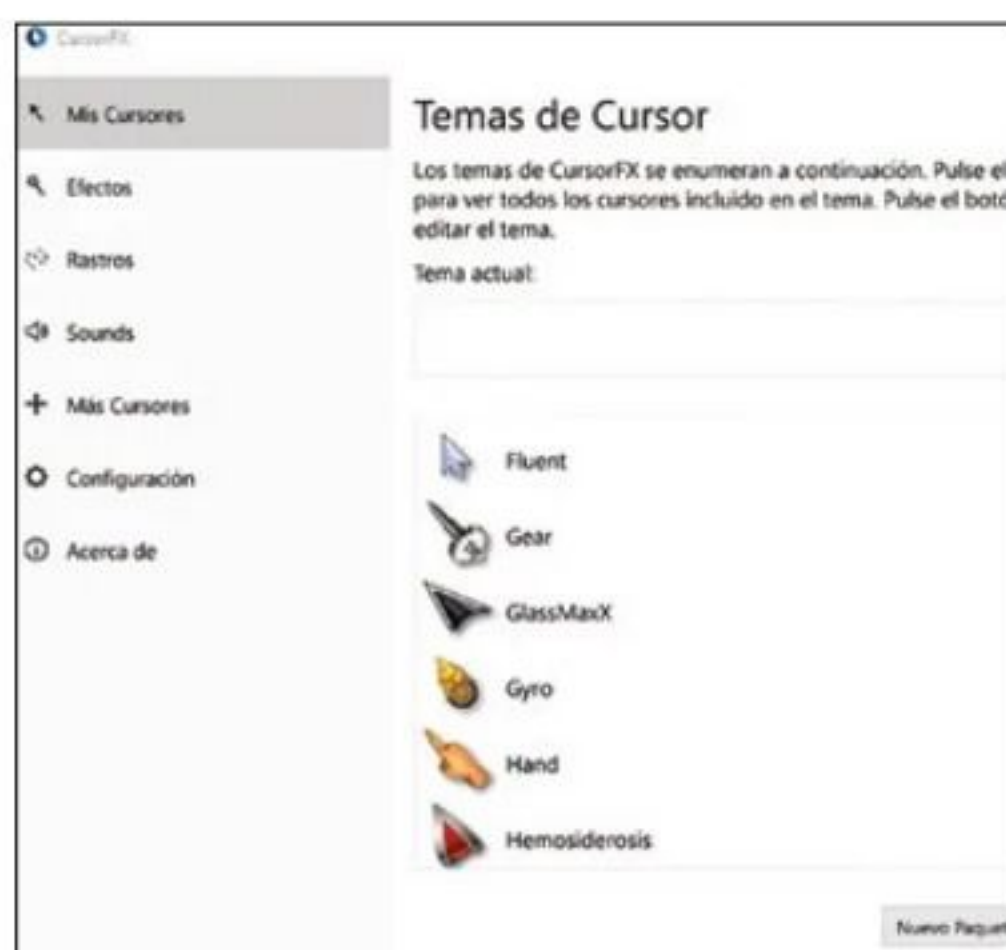 CursorFX
Mis Cursores
Efectos
Rastros
Sounds
Más Cursores
Configuración
Acerca de
Temas de Cursor
Los temas de CursorFX se enumeran a continuación. Pulse el
para ver todos los cursores incluido en el tema. Pulse el botó
editar el tema.
Tema actual:
Fluent
Gear
GlassMaxX
Gyro
Hand
Hemosiderosis
Nuevo Paquet